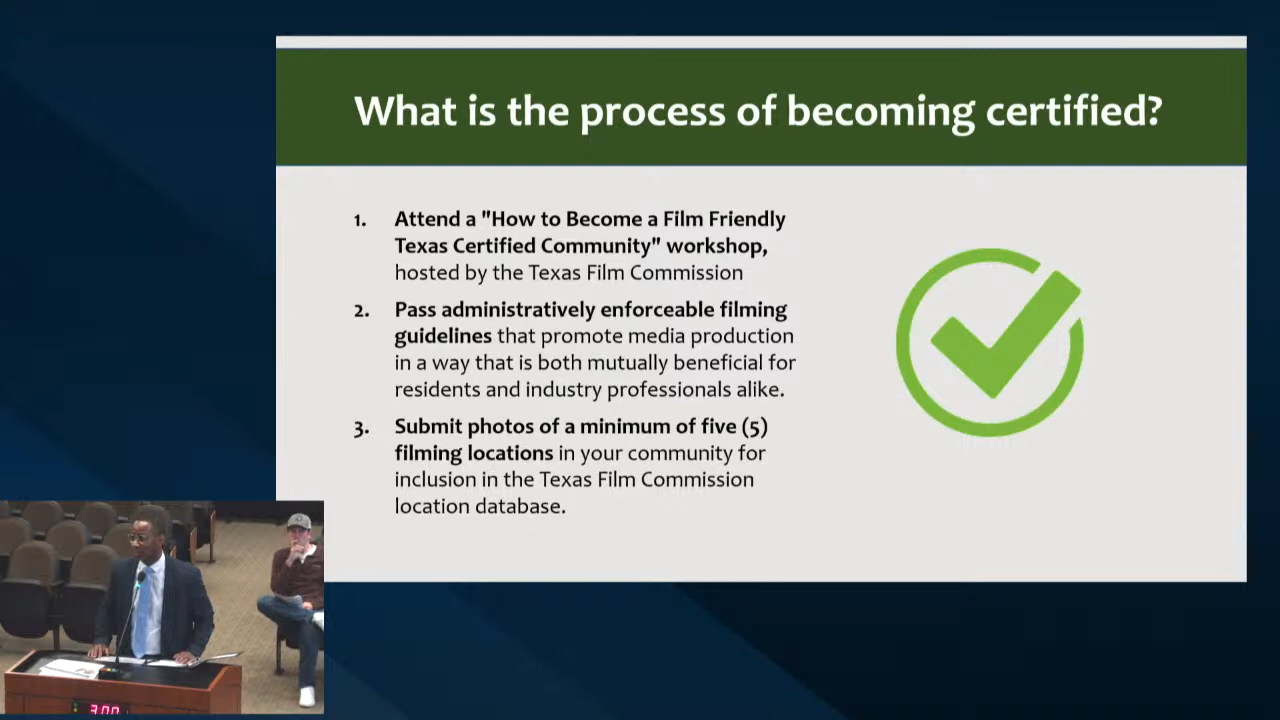 What is the process of becoming certified?
1. Attend a "How to Become a Film Friendly
Texas Certified Community" workshop,
hosted by the Texas Film Commission
2. Pass administratively enforceable filming
guidelines that promote media production
in a way that is both mutually beneficial for
residents and industry professionals alike.
3. Submit photos of a minimum of five (5)
filming locations in your community for
inclusion in the Texas Film Commission
location database.
3:00